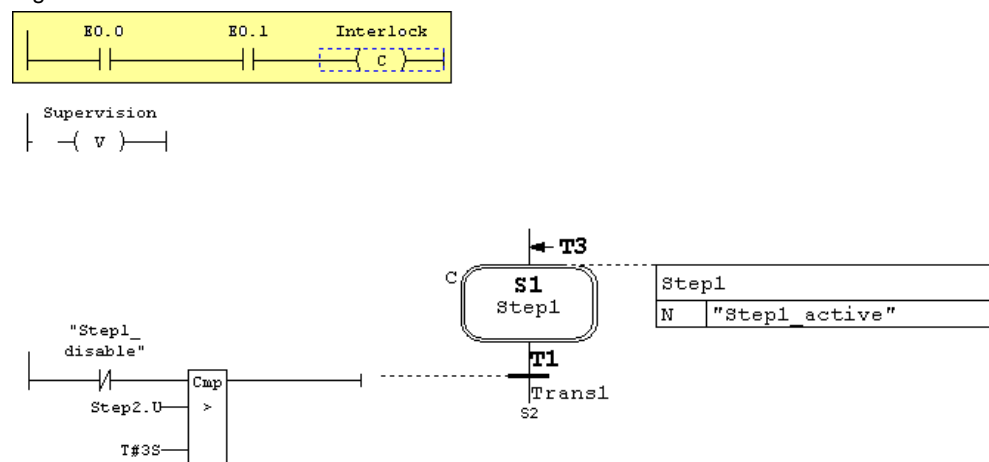 E0.0 E0.1 Interlock
C
Supervision
V
T3
C
S1
Step1
Step1
N "Step1_active"
"Step1_
disable"
T1
Cmp
Trans1
Step2.U >
S2
T#3S